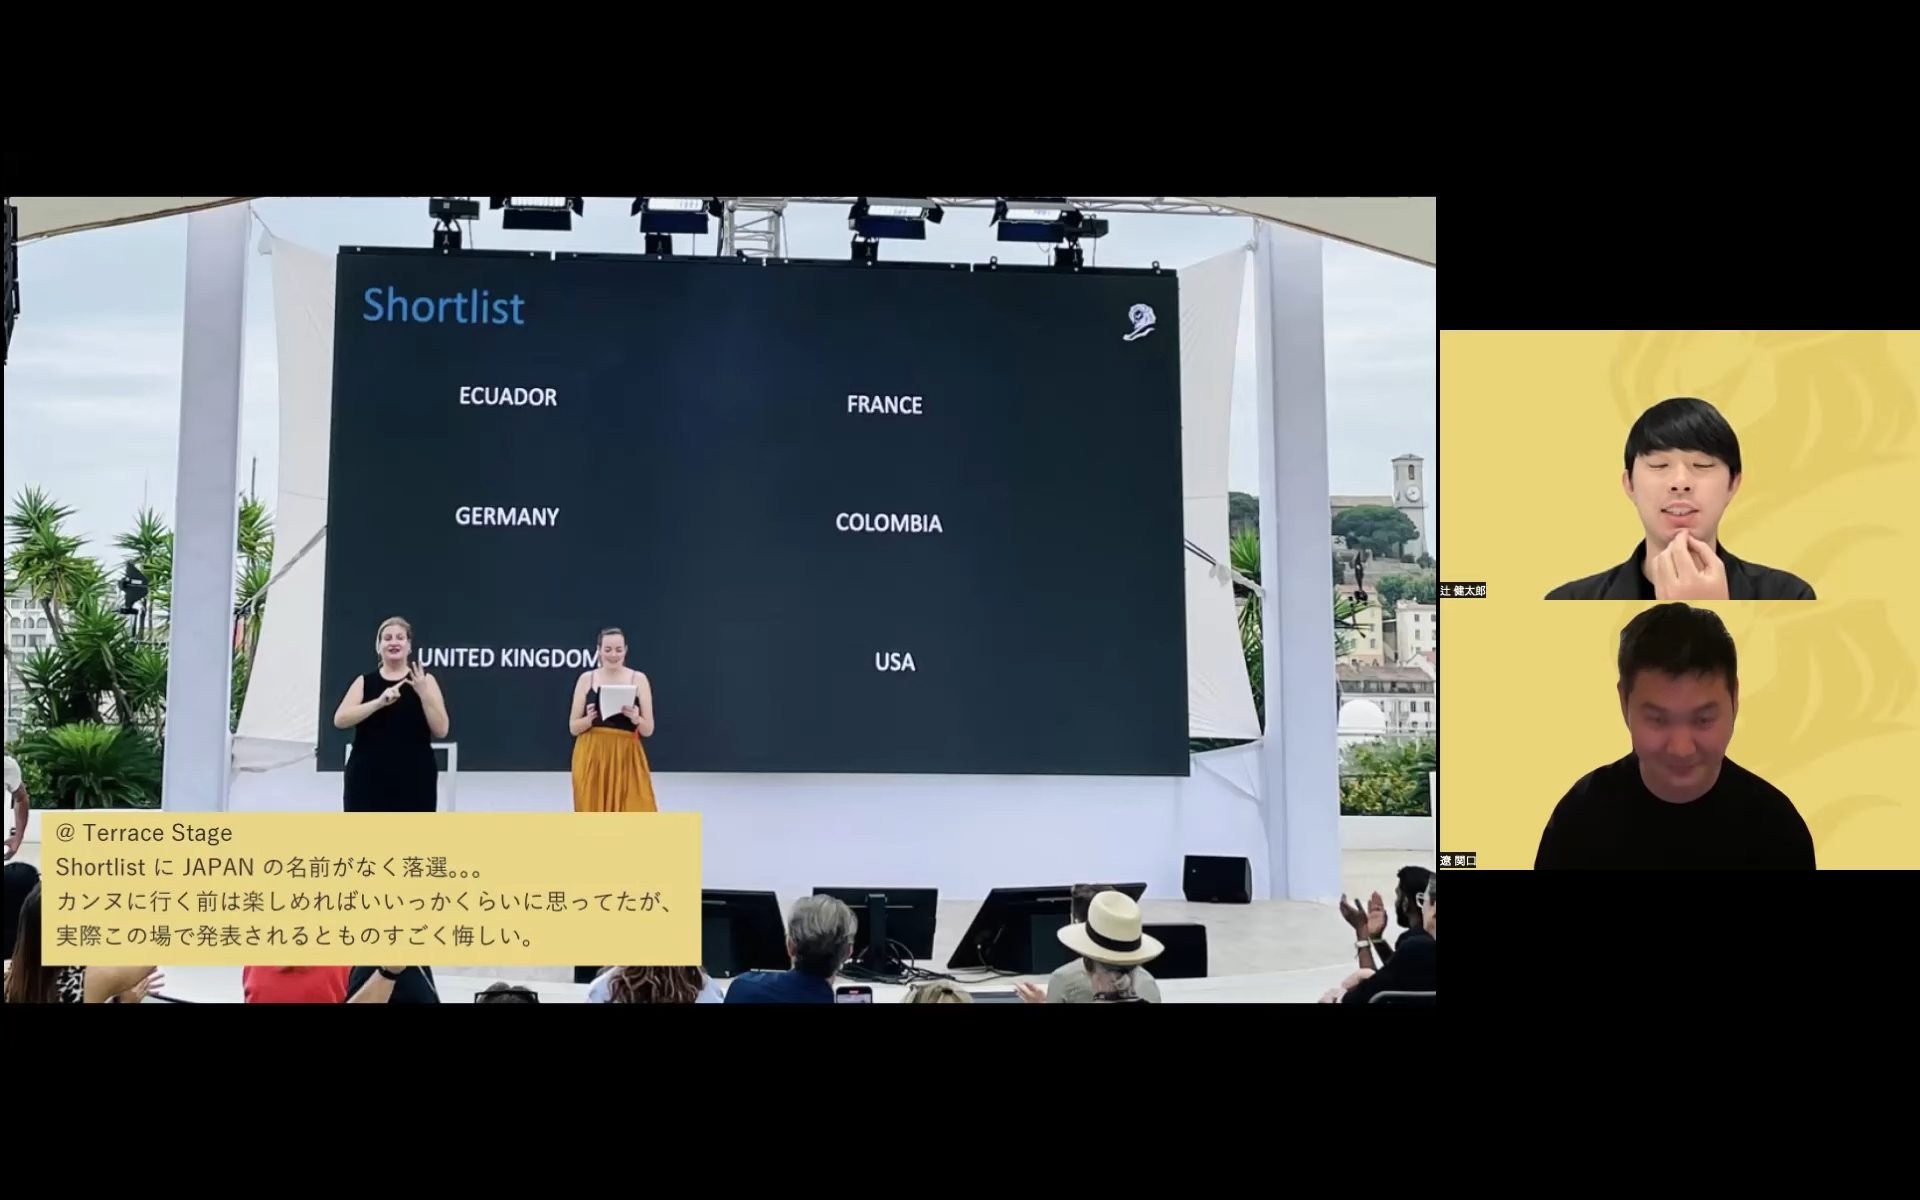 Shortlist
ECUADOR
FRANCE
GERMANY
COLOMBIA
UNITED KINGDOM
USA
@ Terrace Stage
Shortlist に JAPAN の名前がなく落選。。。
カンヌに行く前は楽しめればいいっかくらいに思ってたが、
実際この場で発表されるとものすごく悔しい。
辻 健太郎
遼 関口